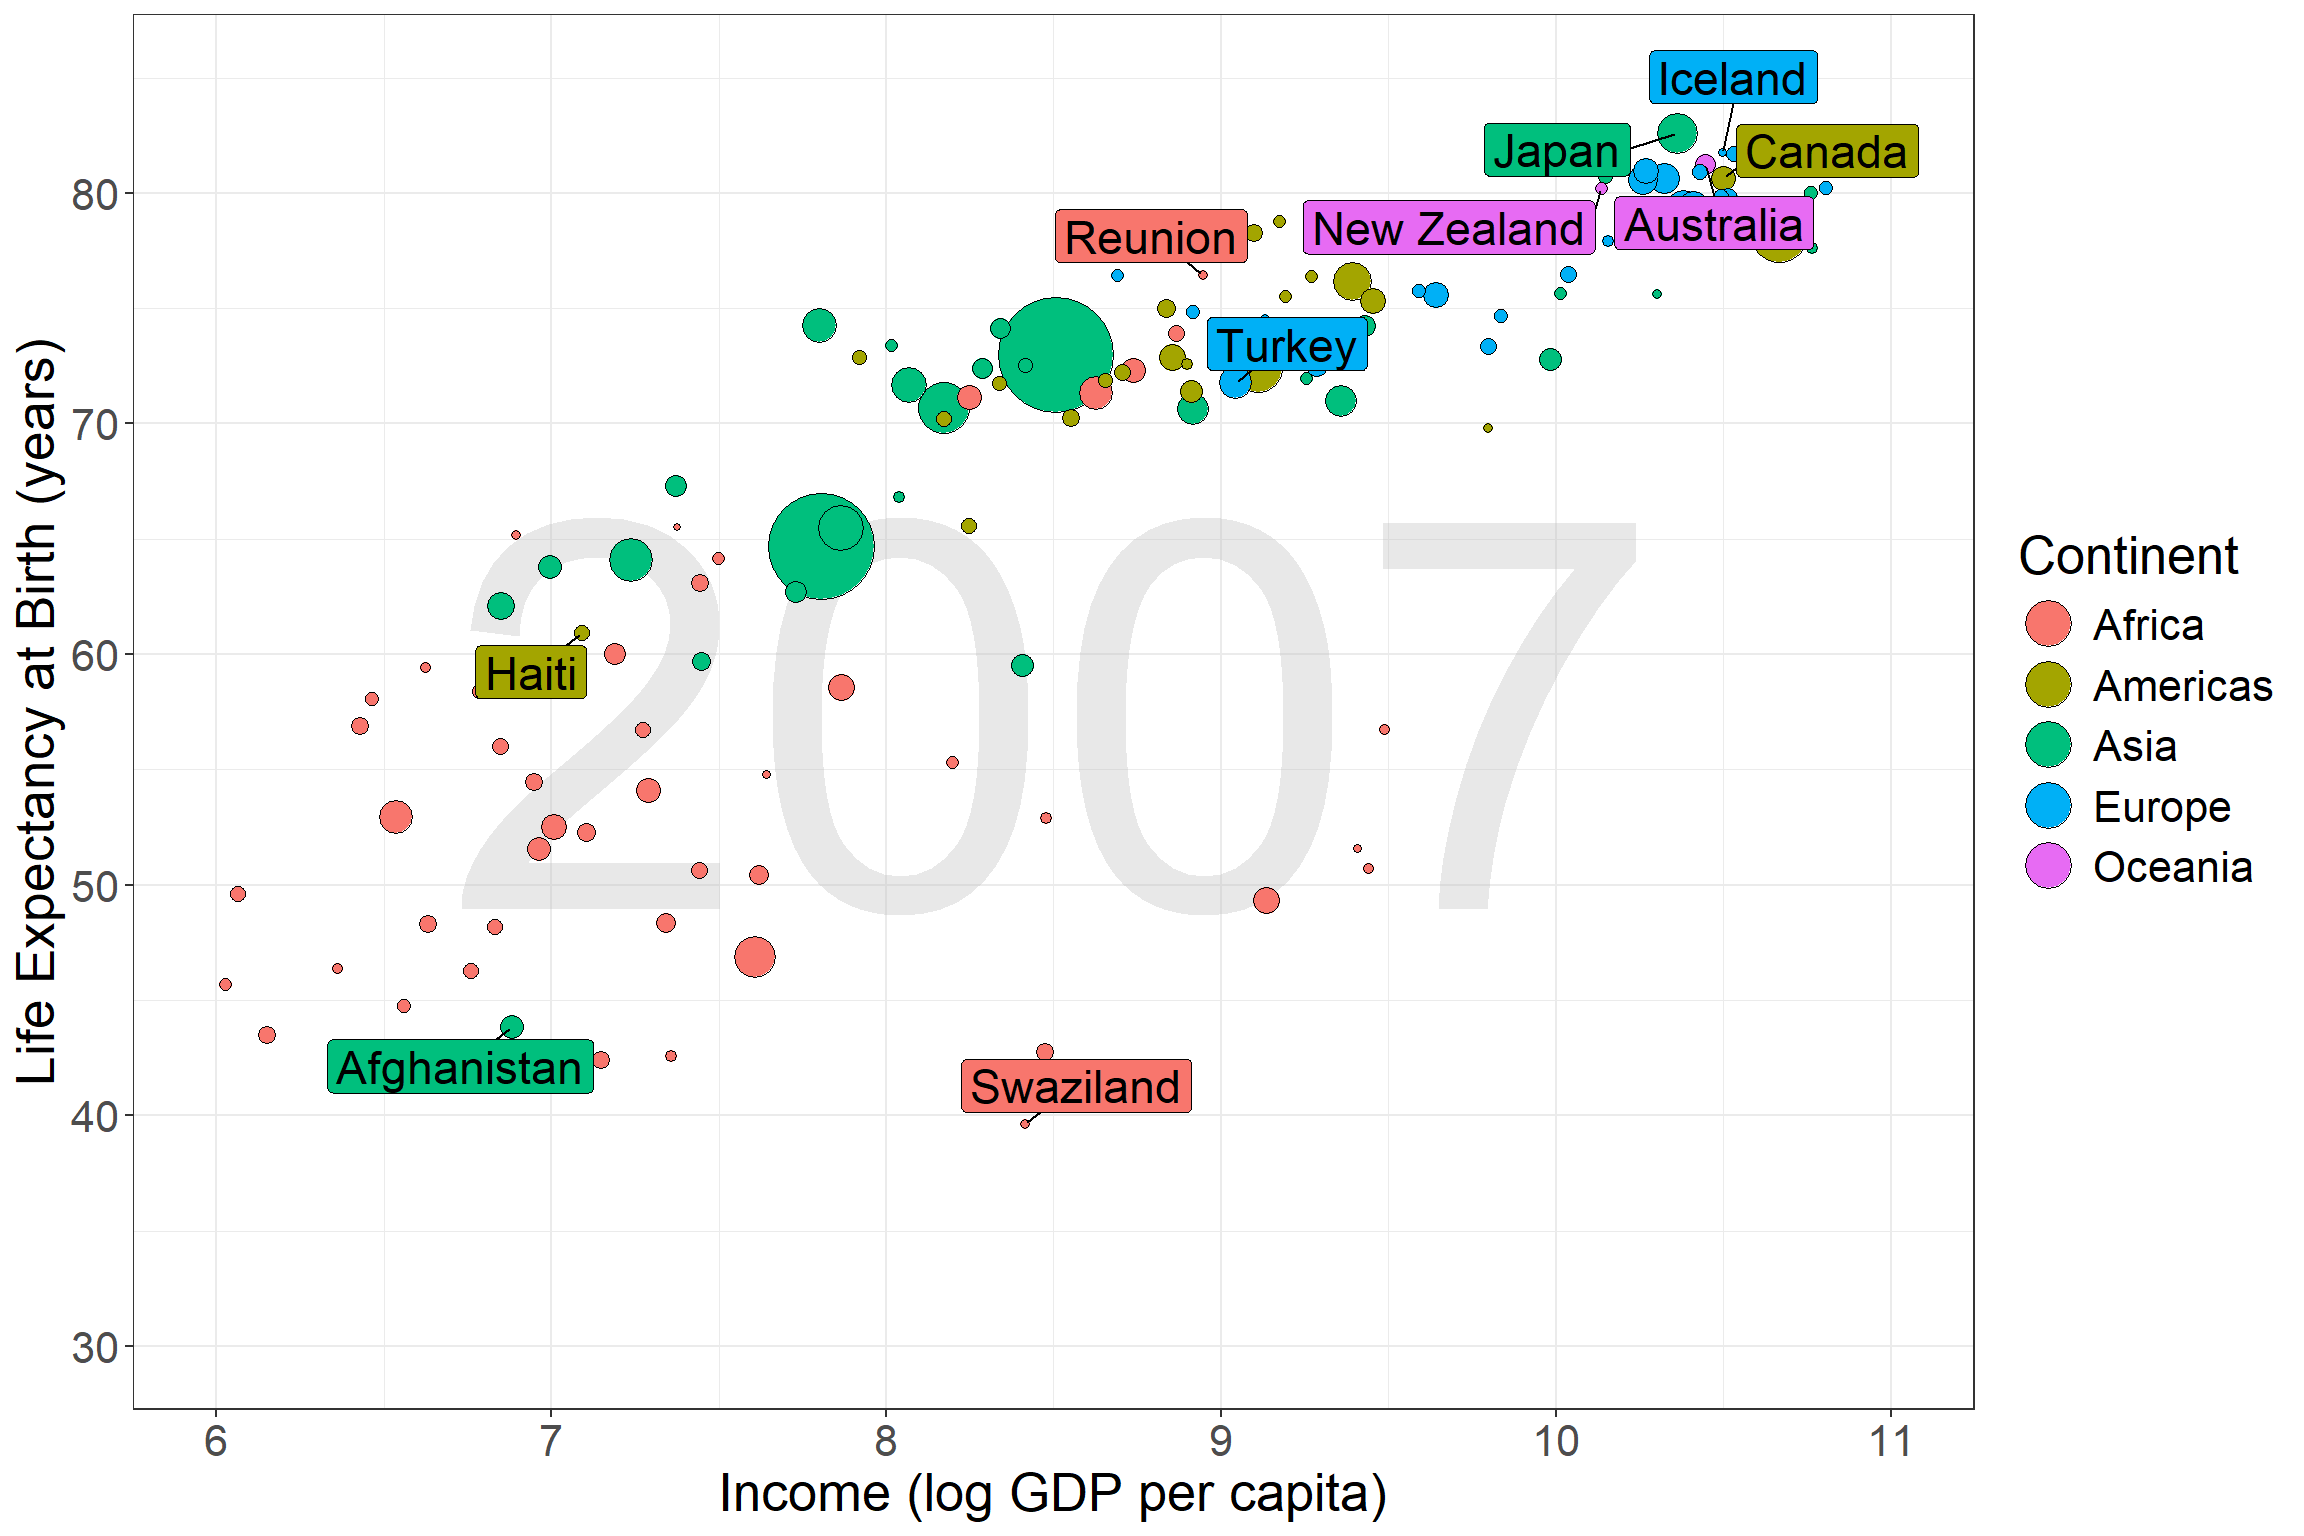 Iceland
Japan
Canada
Reunion
New Zealand
Australia
Turkey
Haiti
2007
Afghanistan
Swaziland
80
70
60
50
40
30
6
7
8
9
10
11
Income (log GDP per capita)
Life Expectancy at Birth (years)
Continent
Africa
Americas
Asia
Europe
Oceania